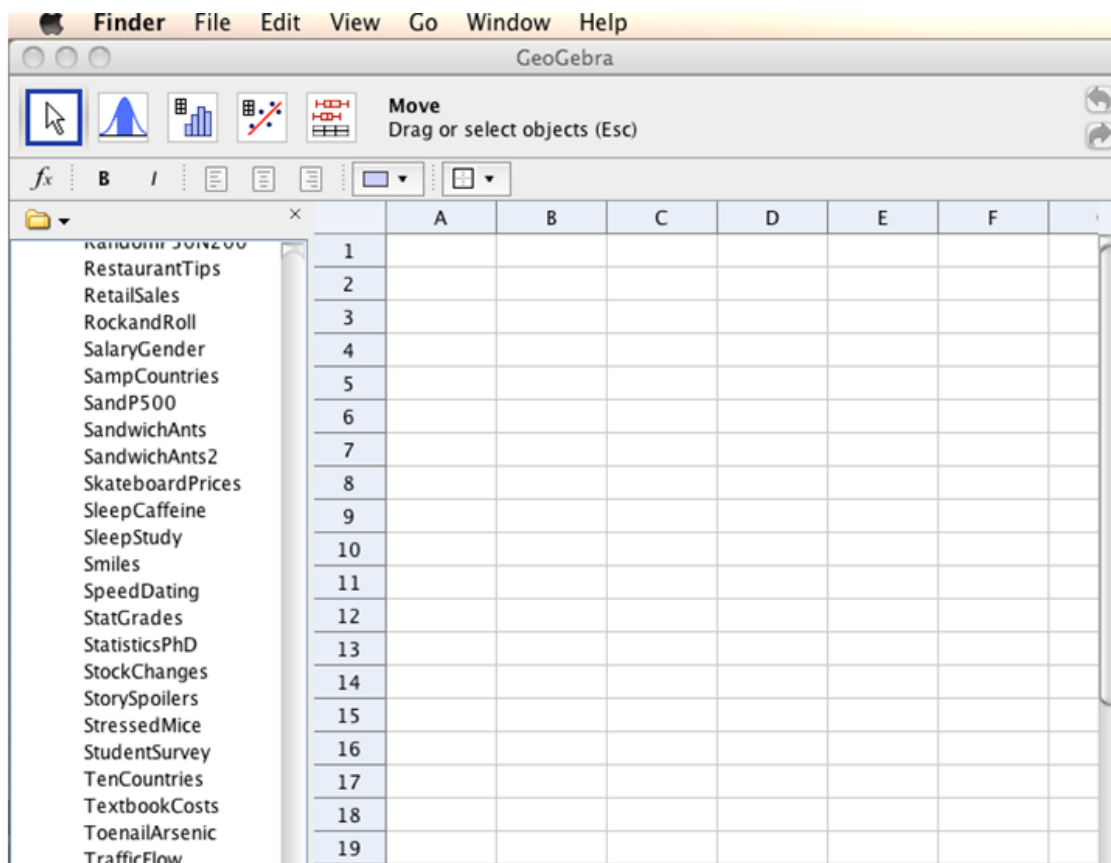 Finder File Edit View Go Window Help
GeoGebra
Move
Drag or select objects (Esc)
fx B I
A B C D E F
RestaurantTips
RetailSales
RockandRoll
SalaryGender
SampCountries
SandP500
SandwichAnts
SandwichAnts2
SkateboardPrices
SleepCaffeine
SleepStudy
Smiles
SpeedDating
StatGrades
StatisticsPhD
StockChanges
StorySpoilers
StressedMice
StudentSurvey
TenCountries
TextbookCosts
ToenailArsenic
TrafficFlow
1
2
3
4
5
6
7
8
9
10
11
12
13
14
15
16
17
18
19